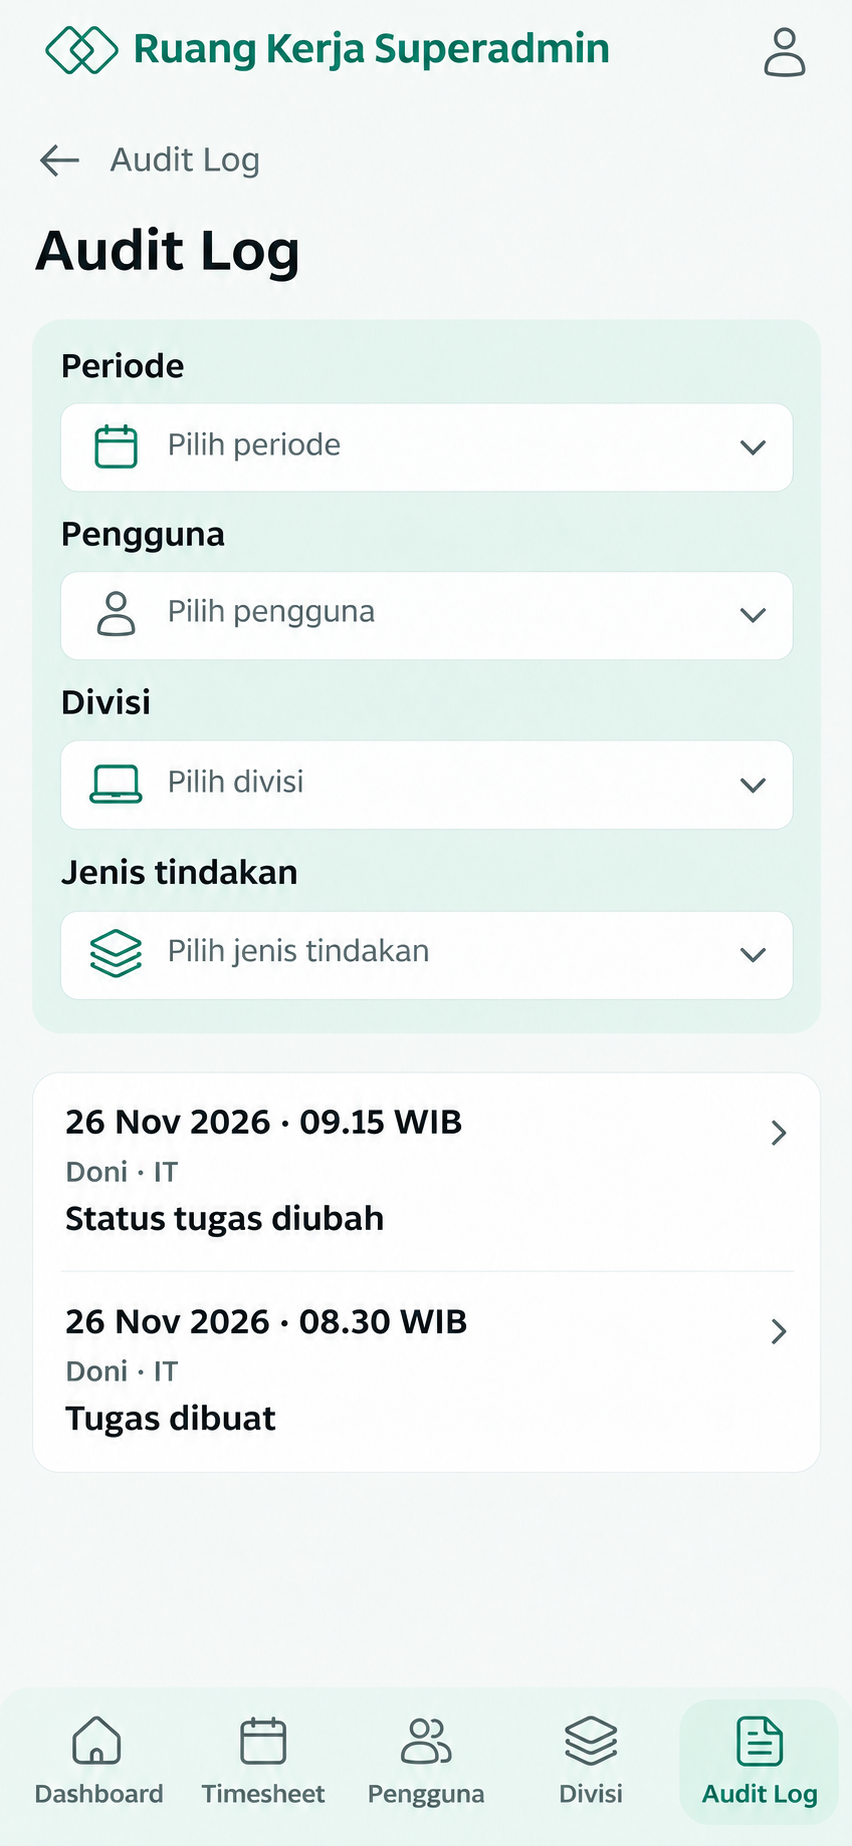 Ruang Kerja Superadmin
Audit Log
Audit Log
Periode
Pilih periode
Pengguna
Pilih pengguna
Divisi
Pilih divisi
Jenis tindakan
Pilih jenis tindakan
26 Nov 2026 · 09.15 WIB
Doni · IT
Status tugas diubah
26 Nov 2026 · 08.30 WIB
Doni · IT
Tugas dibuat
Dashboard
Timesheet
Pengguna
Divisi
Audit Log